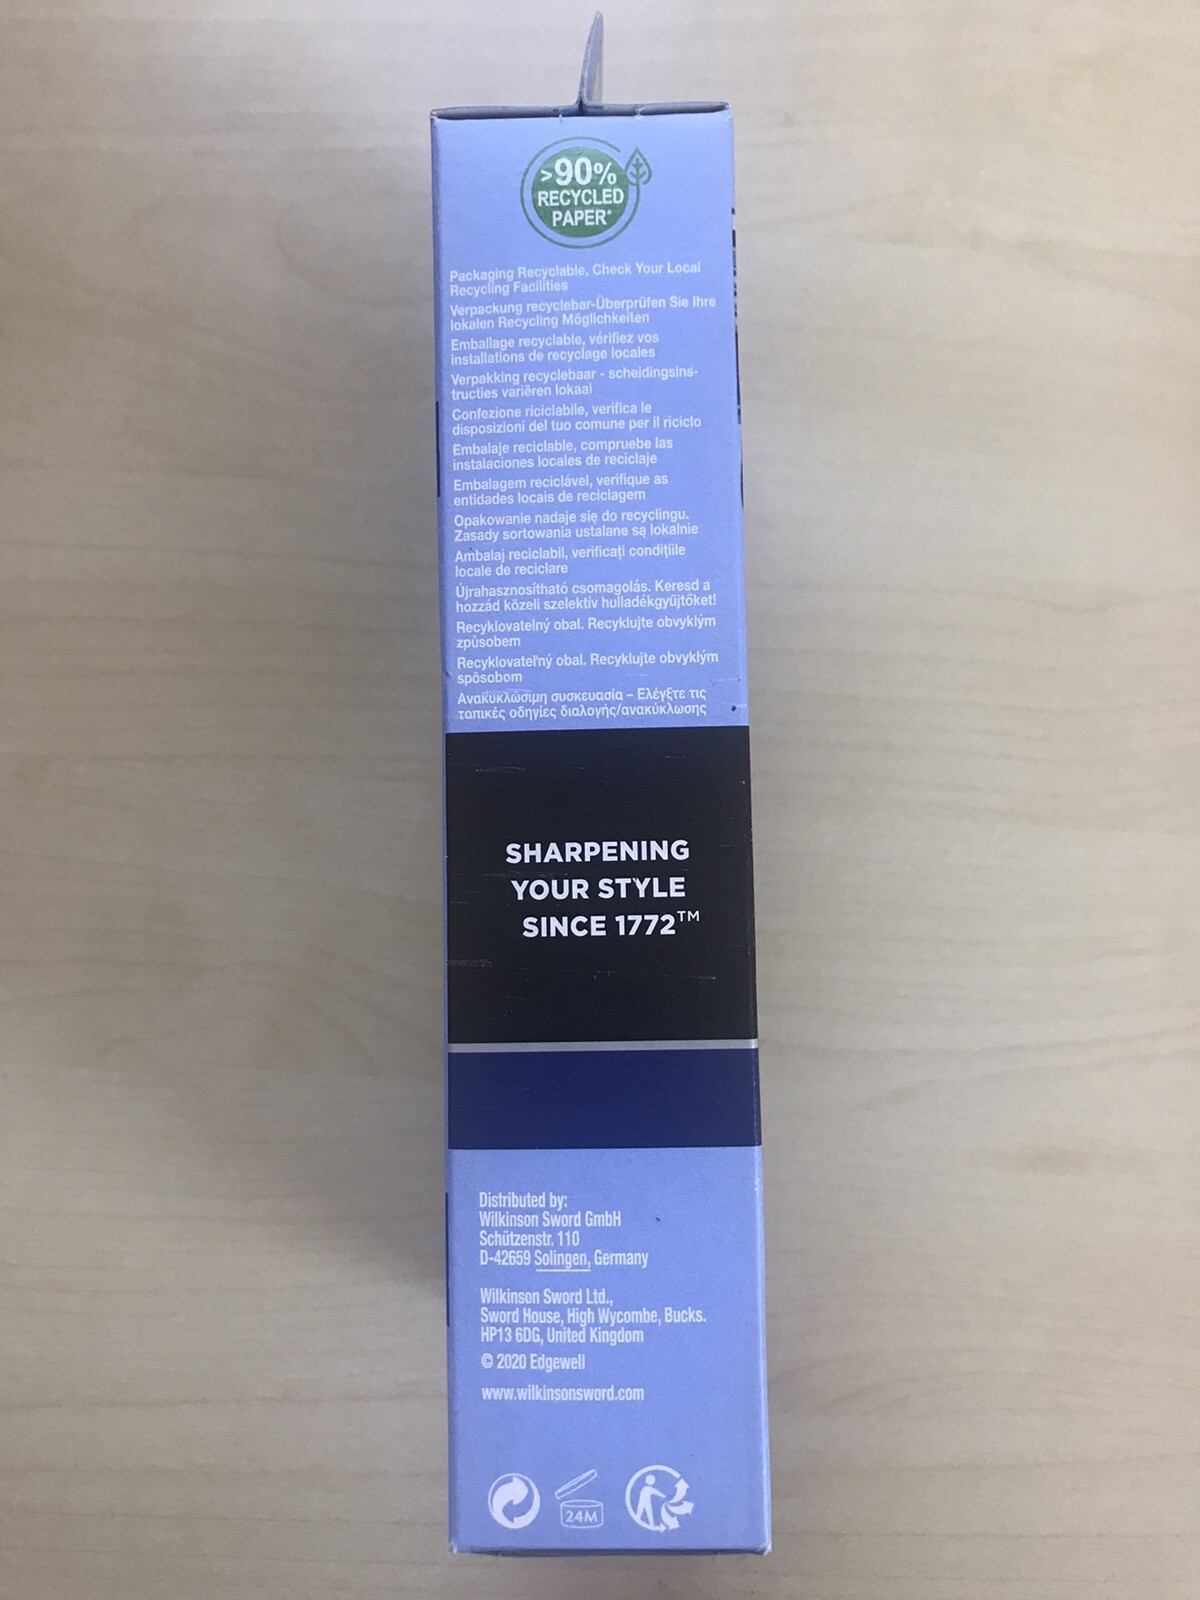 >90%
RECYCLED
PAPER*
Packaging Recyclable, Check Your Local
Recycling Facilities
Verpackung recyclebar-Überprüfen Sie Ihre
lokalen Recycling Möglichkeiten
Emballage recyclable, vérifiez vos
installations de recyclage locales
Verpakking recyclebaar - scheidingsins-
tructies variëren lokaal
Confezione riciclabile, verifica le
disposizioni del tuo comune per il riciclo
Embalaje reciclable, compruebe las
instalaciones locales de reciclaje
Embalagem reciclável, verifique as
entidades locais de reciclagem
Opakowanie nadaje się do recyclingu.
Zasady sortowania ustalane są lokalnie
Ambalaj reciclabil, verificați condițiile
locale de reciclare
Újrahasznosítható csomagolás. Keresd a
hozzád közeli szelektív hulladékgyűjtőket!
Recyklovatelný obal. Recyklujte obvyklým
způsobem
Recyklovateľný obal. Recyklujte obvyklým
spôsobom
Ανακυκλώσιμη συσκευασία – Ελέγξτε τις
τοπικές οδηγίες διαλογής/ανακύκλωσης
SHARPENING
YOUR STYLE
SINCE 1772™
Distributed by:
Wilkinson Sword GmbH
Schützenstr. 110
D-42659 Solingen, Germany
Wilkinson Sword Ltd.,
Sword House, High Wycombe, Bucks.
HP13 6DG, United Kingdom
© 2020 Edgewell
www.wilkinsonsword.com
24M